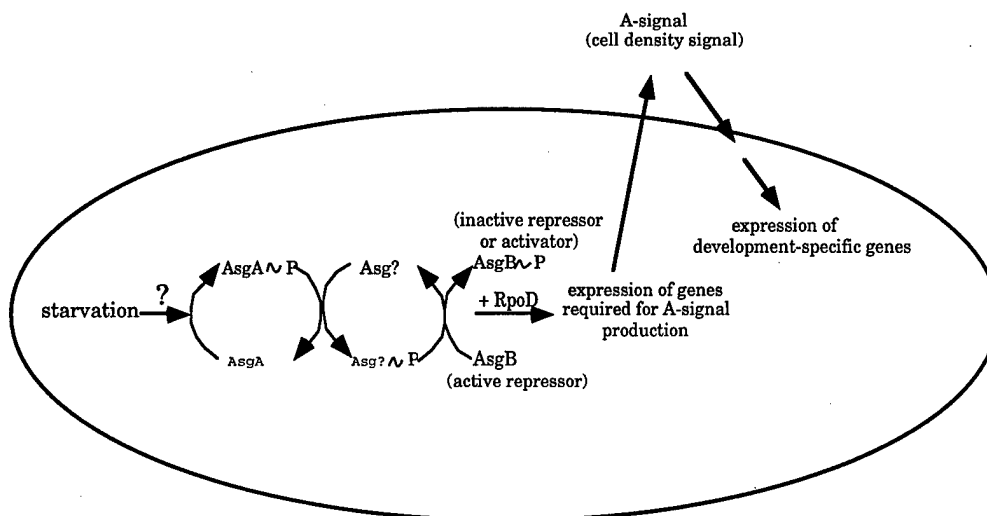 A-signal
(cell density signal)
expression of
development-specific genes
(inactive repressor
or activator)
AsgA~P
Asg?
AsgB~P
?
starvation
+ RpoD
expression of genes
required for A-signal
production
AsgA
Asg?~P
AsgB
(active repressor)